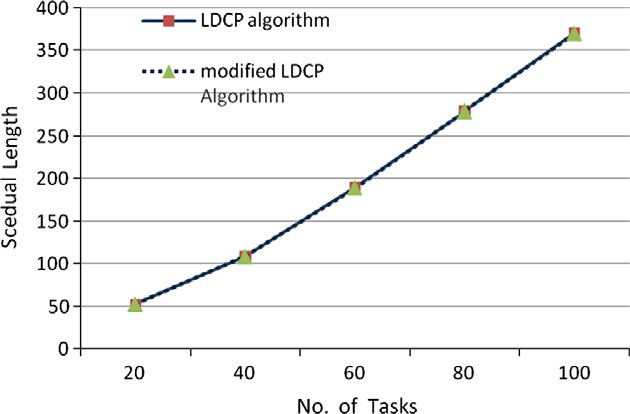 400
350
300
250
200
150
100
50
0
Scedual Length
LDCP algorithm
modified LDCP
Algorithm
20 40 60 80 100
No. of Tasks